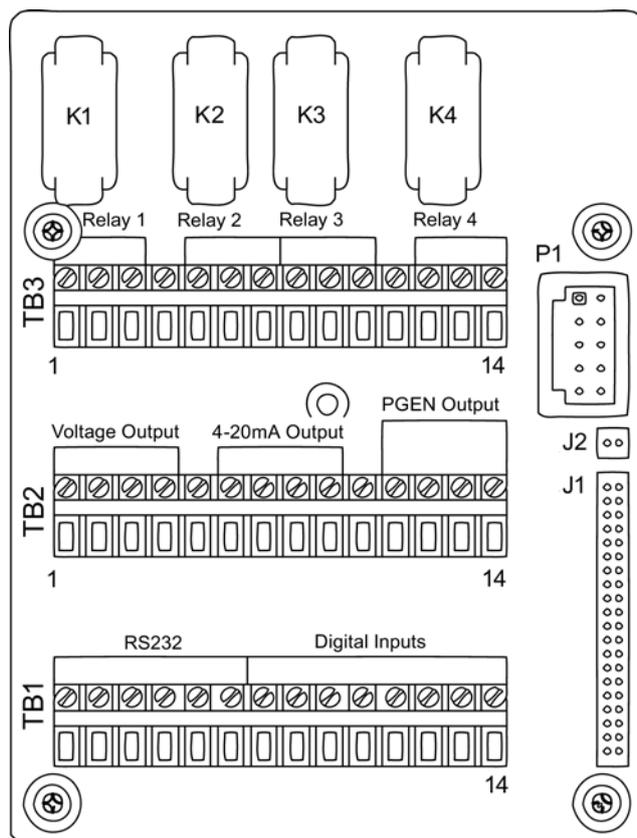 K1
K2
K3
K4
Relay 1
Relay 2
Relay 3
Relay 4
P1
TB3
1
14
PGEN Output
Voltage Output
4-20mA Output
J2
J1
TB2
1
14
RS232
Digital Inputs
TB1
14